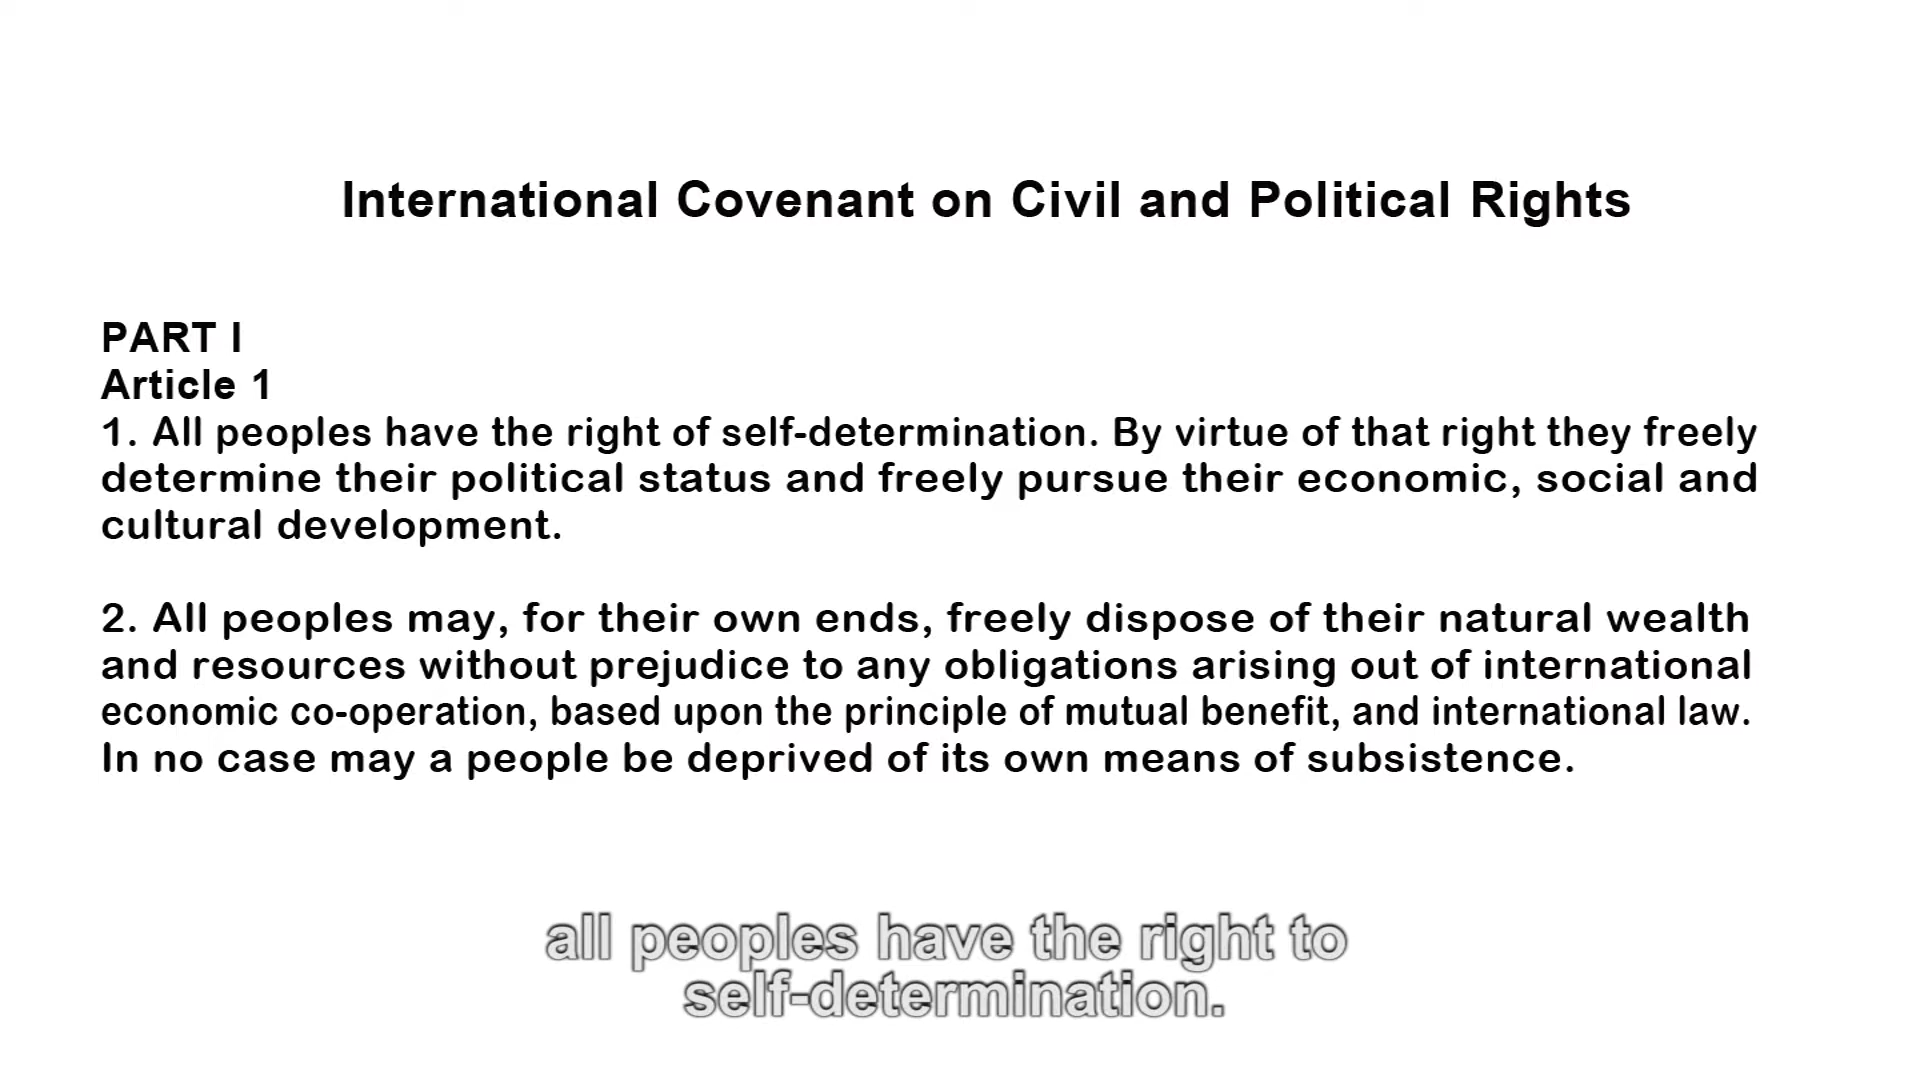 International Covenant on Civil and Political Rights
PART I
Article 1
1. All peoples have the right of self-determination. By virtue of that right they freely
determine their political status and freely pursue their economic, social and
cultural development.
2. All peoples may, for their own ends, freely dispose of their natural wealth
and resources without prejudice to any obligations arising out of international
economic co-operation, based upon the principle of mutual benefit, and international law.
In no case may a people be deprived of its own means of subsistence.
all peoples have the right to
self-determination.